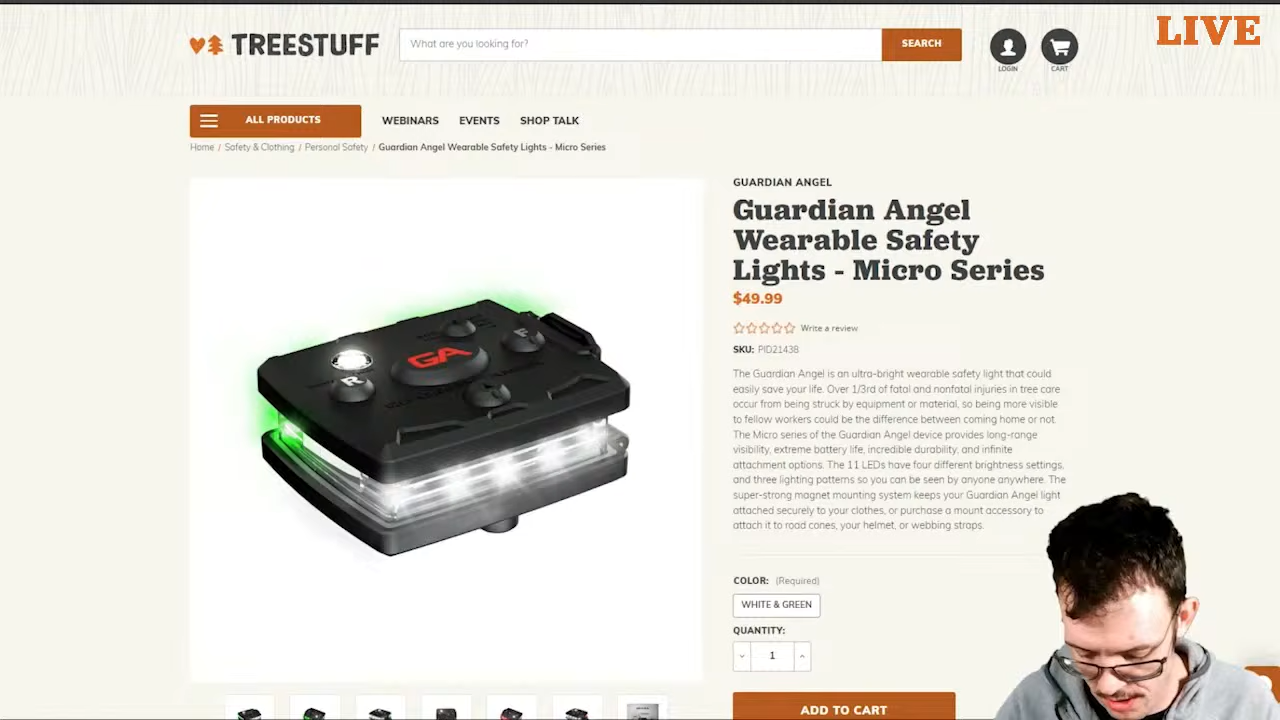 LIVE
TREESTUFF
What are you looking for?
SEARCH
LOGIN
CART
ALL PRODUCTS
WEBINARS
EVENTS
SHOP TALK
Home / Safety & Clothing / Personal Safety / Guardian Angel Wearable Safety Lights - Micro Series
GUARDIAN ANGEL
Guardian Angel
Wearable Safety
Lights - Micro Series
$49.99
Write a review
SKU: PID21438
The Guardian Angel is an ultra-bright wearable safety light that could
easily save your life. Over 1/3rd of fatal and nonfatal injuries in tree care
occur from being struck by equipment or material, so being more visible
to fellow workers could be the difference between coming home or not.
The Micro series of the Guardian Angel device provides long-range
visibility, extreme battery life, incredible durability, and infinite
attachment options. The 11 LEDs have four different brightness settings,
and three lighting patterns so you can be seen by anyone anywhere. The
super-strong magnet mounting system keeps your Guardian Angel light
attached securely to your clothes, or purchase a mount accessory to
attach it to road cones, your helmet, or webbing straps.
COLOR: (Required)
WHITE & GREEN
QUANTITY:
1
ADD TO CART
GA
F
R